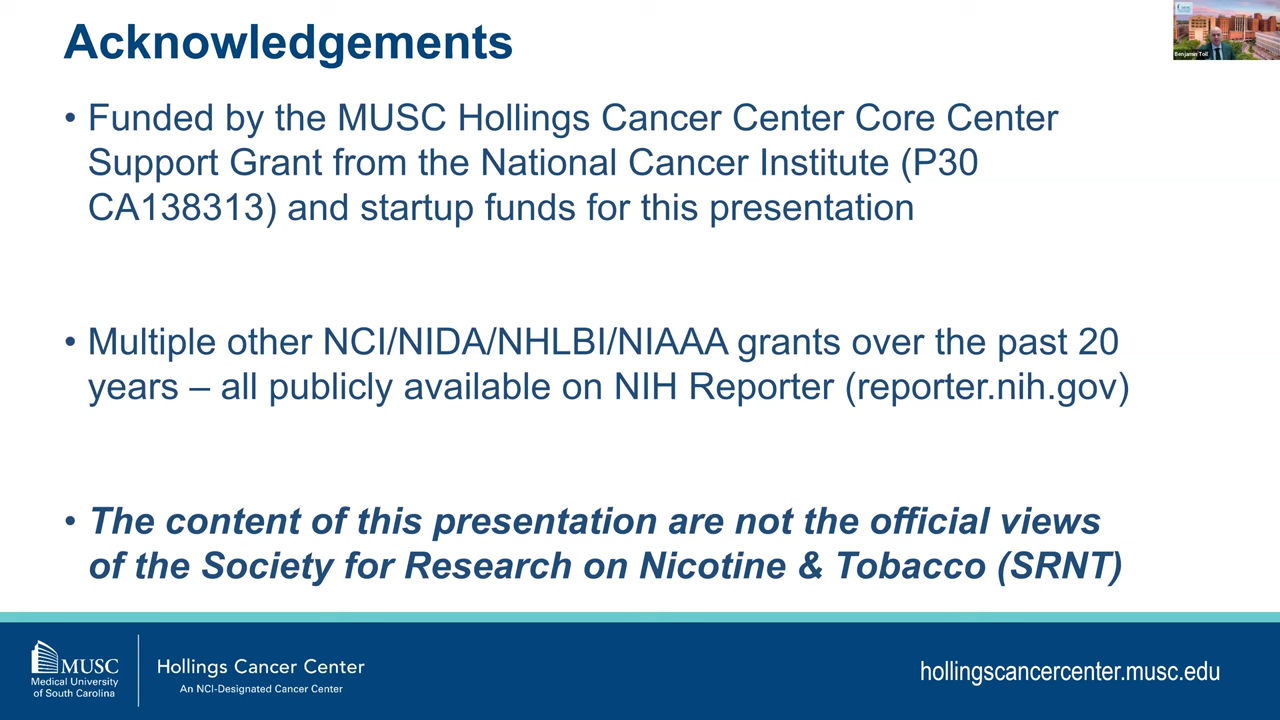 Acknowledgements
MUSC
Benjamin Toll
• Funded by the MUSC Hollings Cancer Center Core Center
Support Grant from the National Cancer Institute (P30
CA138313) and startup funds for this presentation
• Multiple other NCI/NIDA/NHLBI/NIAAA grants over the past 20
years – all publicly available on NIH Reporter (reporter.nih.gov)
• The content of this presentation are not the official views
of the Society for Research on Nicotine & Tobacco (SRNT)
MUSC
Medical University
of South Carolina
Hollings Cancer Center
An NCI-Designated Cancer Center
hollingscancercenter.musc.edu